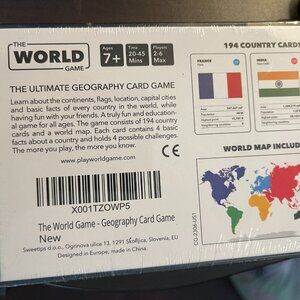 THE
WORLD
GAME
Ages
7+
Time
20-45
Mins
Players
2-6
Max
THE ULTIMATE GEOGRAPHY CARD GAME
Learn about the continents, flags, location, capital cities
and basic facts of every country in the world, while
having fun with your friends. A truly fun and education-
al game for all ages. The game consists of 194 country
cards and a world map. Each card contains 4 basic
facts about a country and holds 4 possible challenges.
The more you play, the more you know.
www.playworldgame.com
CE
X001TZOWP5
The World Game - Geography Card Game
New
Sweetips d.o.o., Ogrinova ulica 13, 1291 Škofljica, Slovenia, EU
Designed in Europe, made in China.
CG-2306-US1
194 COUNTRY CARDS
FRANCE
INDIA
WORLD MAP INCLU